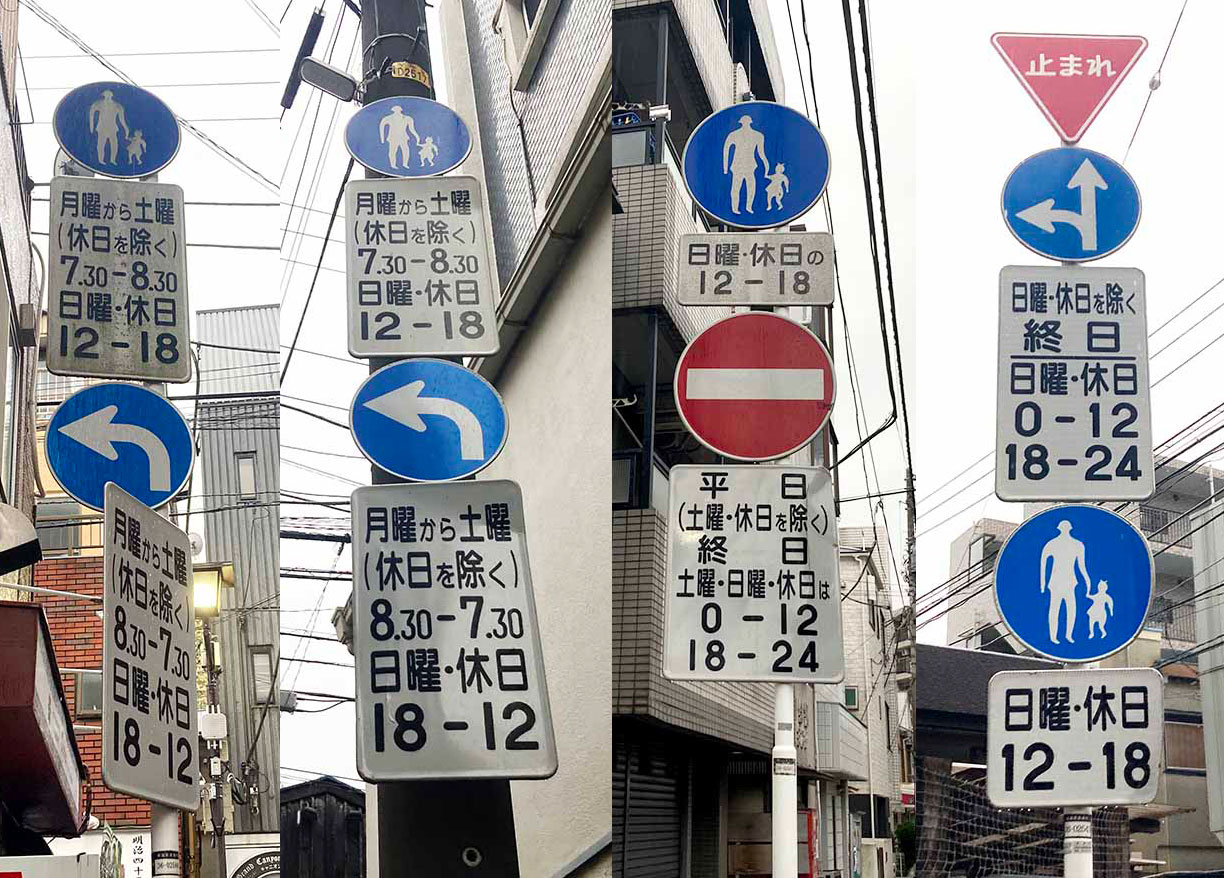 月曜から土曜
(休日を除く)
7.30-8.30
日曜・休日
12-18
月曜から土曜
(休日を除く)
8.30-7.30
日曜・休日
18-12
明治四十
Grand Canyon
月曜から土曜
(休日を除く)
7.30-8.30
日曜・休日
12-18
月曜から土曜
(休日を除く)
8.30-7.30
日曜・休日
18-12
日曜・休日の
12-18
平日
(土曜・休日を除く)
終日
土曜・日曜・休日は
0-12
18-24
止まれ
日曜・休日を除く
終日
日曜・休日
0-12
18-24
日曜・休日
12-18